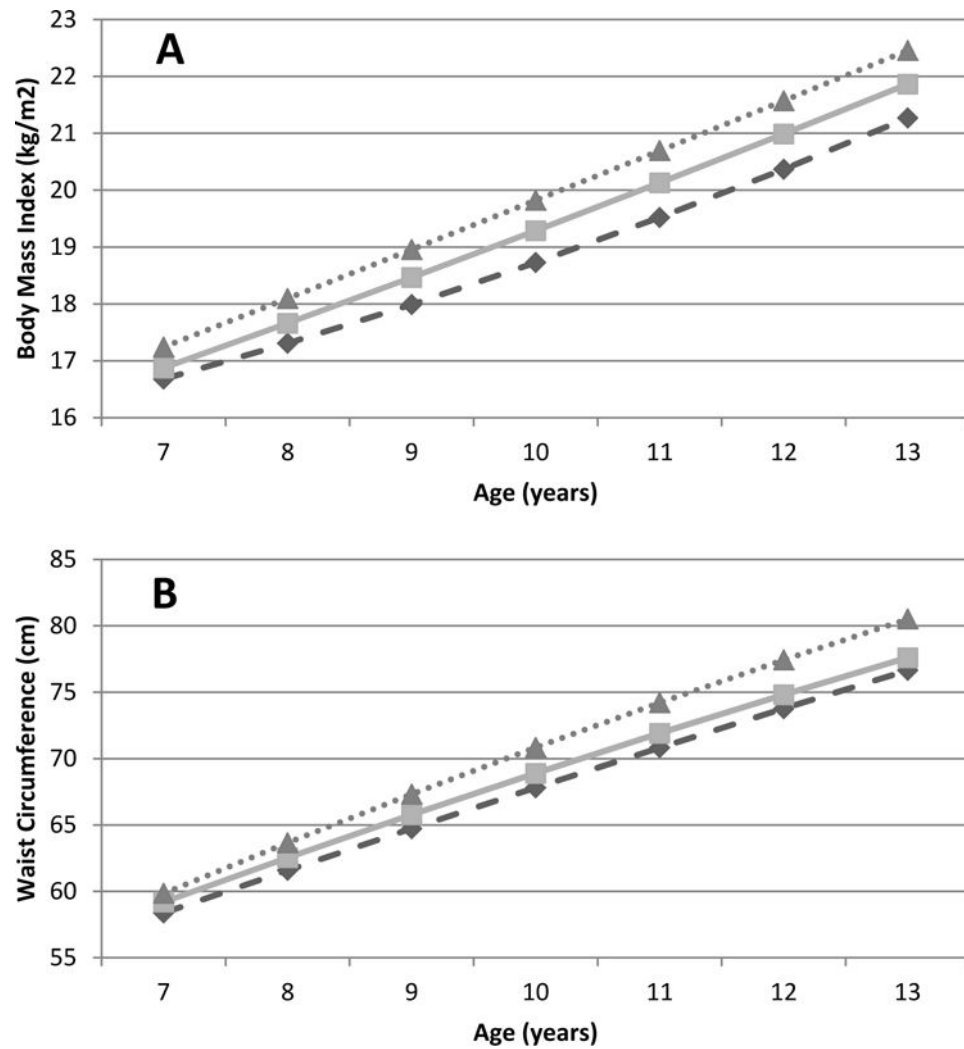 A
Body Mass Index (kg/m2)
23
22
21
20
19
18
17
16
7 8 9 10 11 12 13
Age (years)
B
Waist Circumference (cm)
85
80
75
70
65
60
55
7 8 9 10 11 12 13
Age (years)